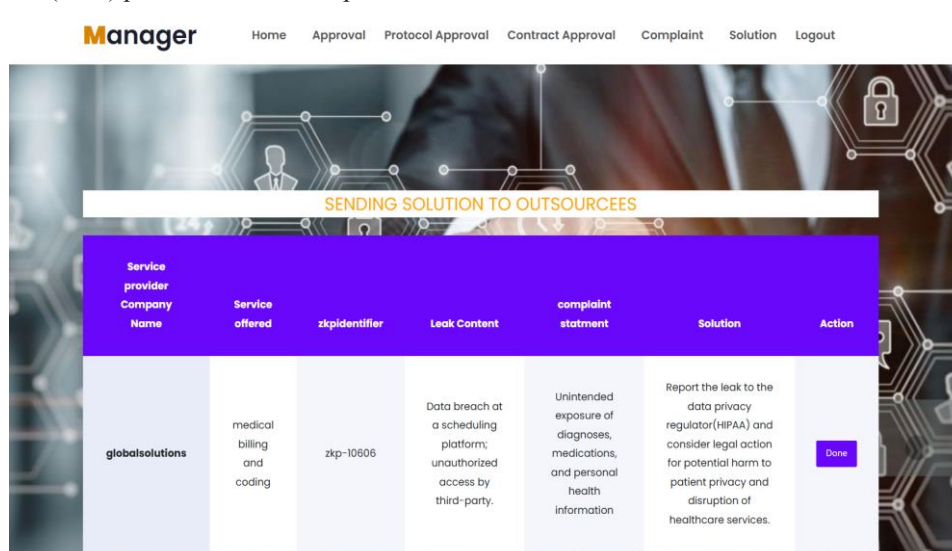 Manager
Home Approval Protocol Approval Contract Approval Complaint Solution Logout
SENDING SOLUTION TO OUTSOURCEES
Service
provider
Company
Name
Service
offered
zkpidentifier
Leak Content
complaint
statment
Solution
Action
globalsolutions
medical
billing
and
coding
zkp-10606
Data breach at
a scheduling
platform;
unauthorized
access by
third-party.
Unintended
exposure of
diagnoses,
medications,
and personal
health
information
Report the leak to the
data privacy
regulator(HIPAA) and
consider legal action
for potential harm to
patient privacy and
disruption of
healthcare services.
Done